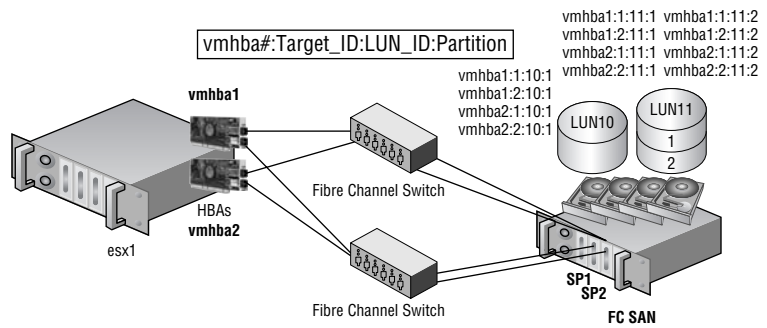 vmhba#:Target_ID:LUN_ID:Partition
vmhba1:1:11:1 vmhba1:1:11:2
vmhba1:2:11:1 vmhba1:2:11:2
vmhba2:1:11:1 vmhba2:1:11:2
vmhba2:2:11:1 vmhba2:2:11:2
vmhba1:1:10:1
vmhba1:2:10:1
vmhba2:1:10:1
vmhba2:2:10:1
vmhba1
LUN10
LUN11
1
2
Fibre Channel Switch
HBAs
vmhba2
esx1
SP1
SP2
Fibre Channel Switch
FC SAN